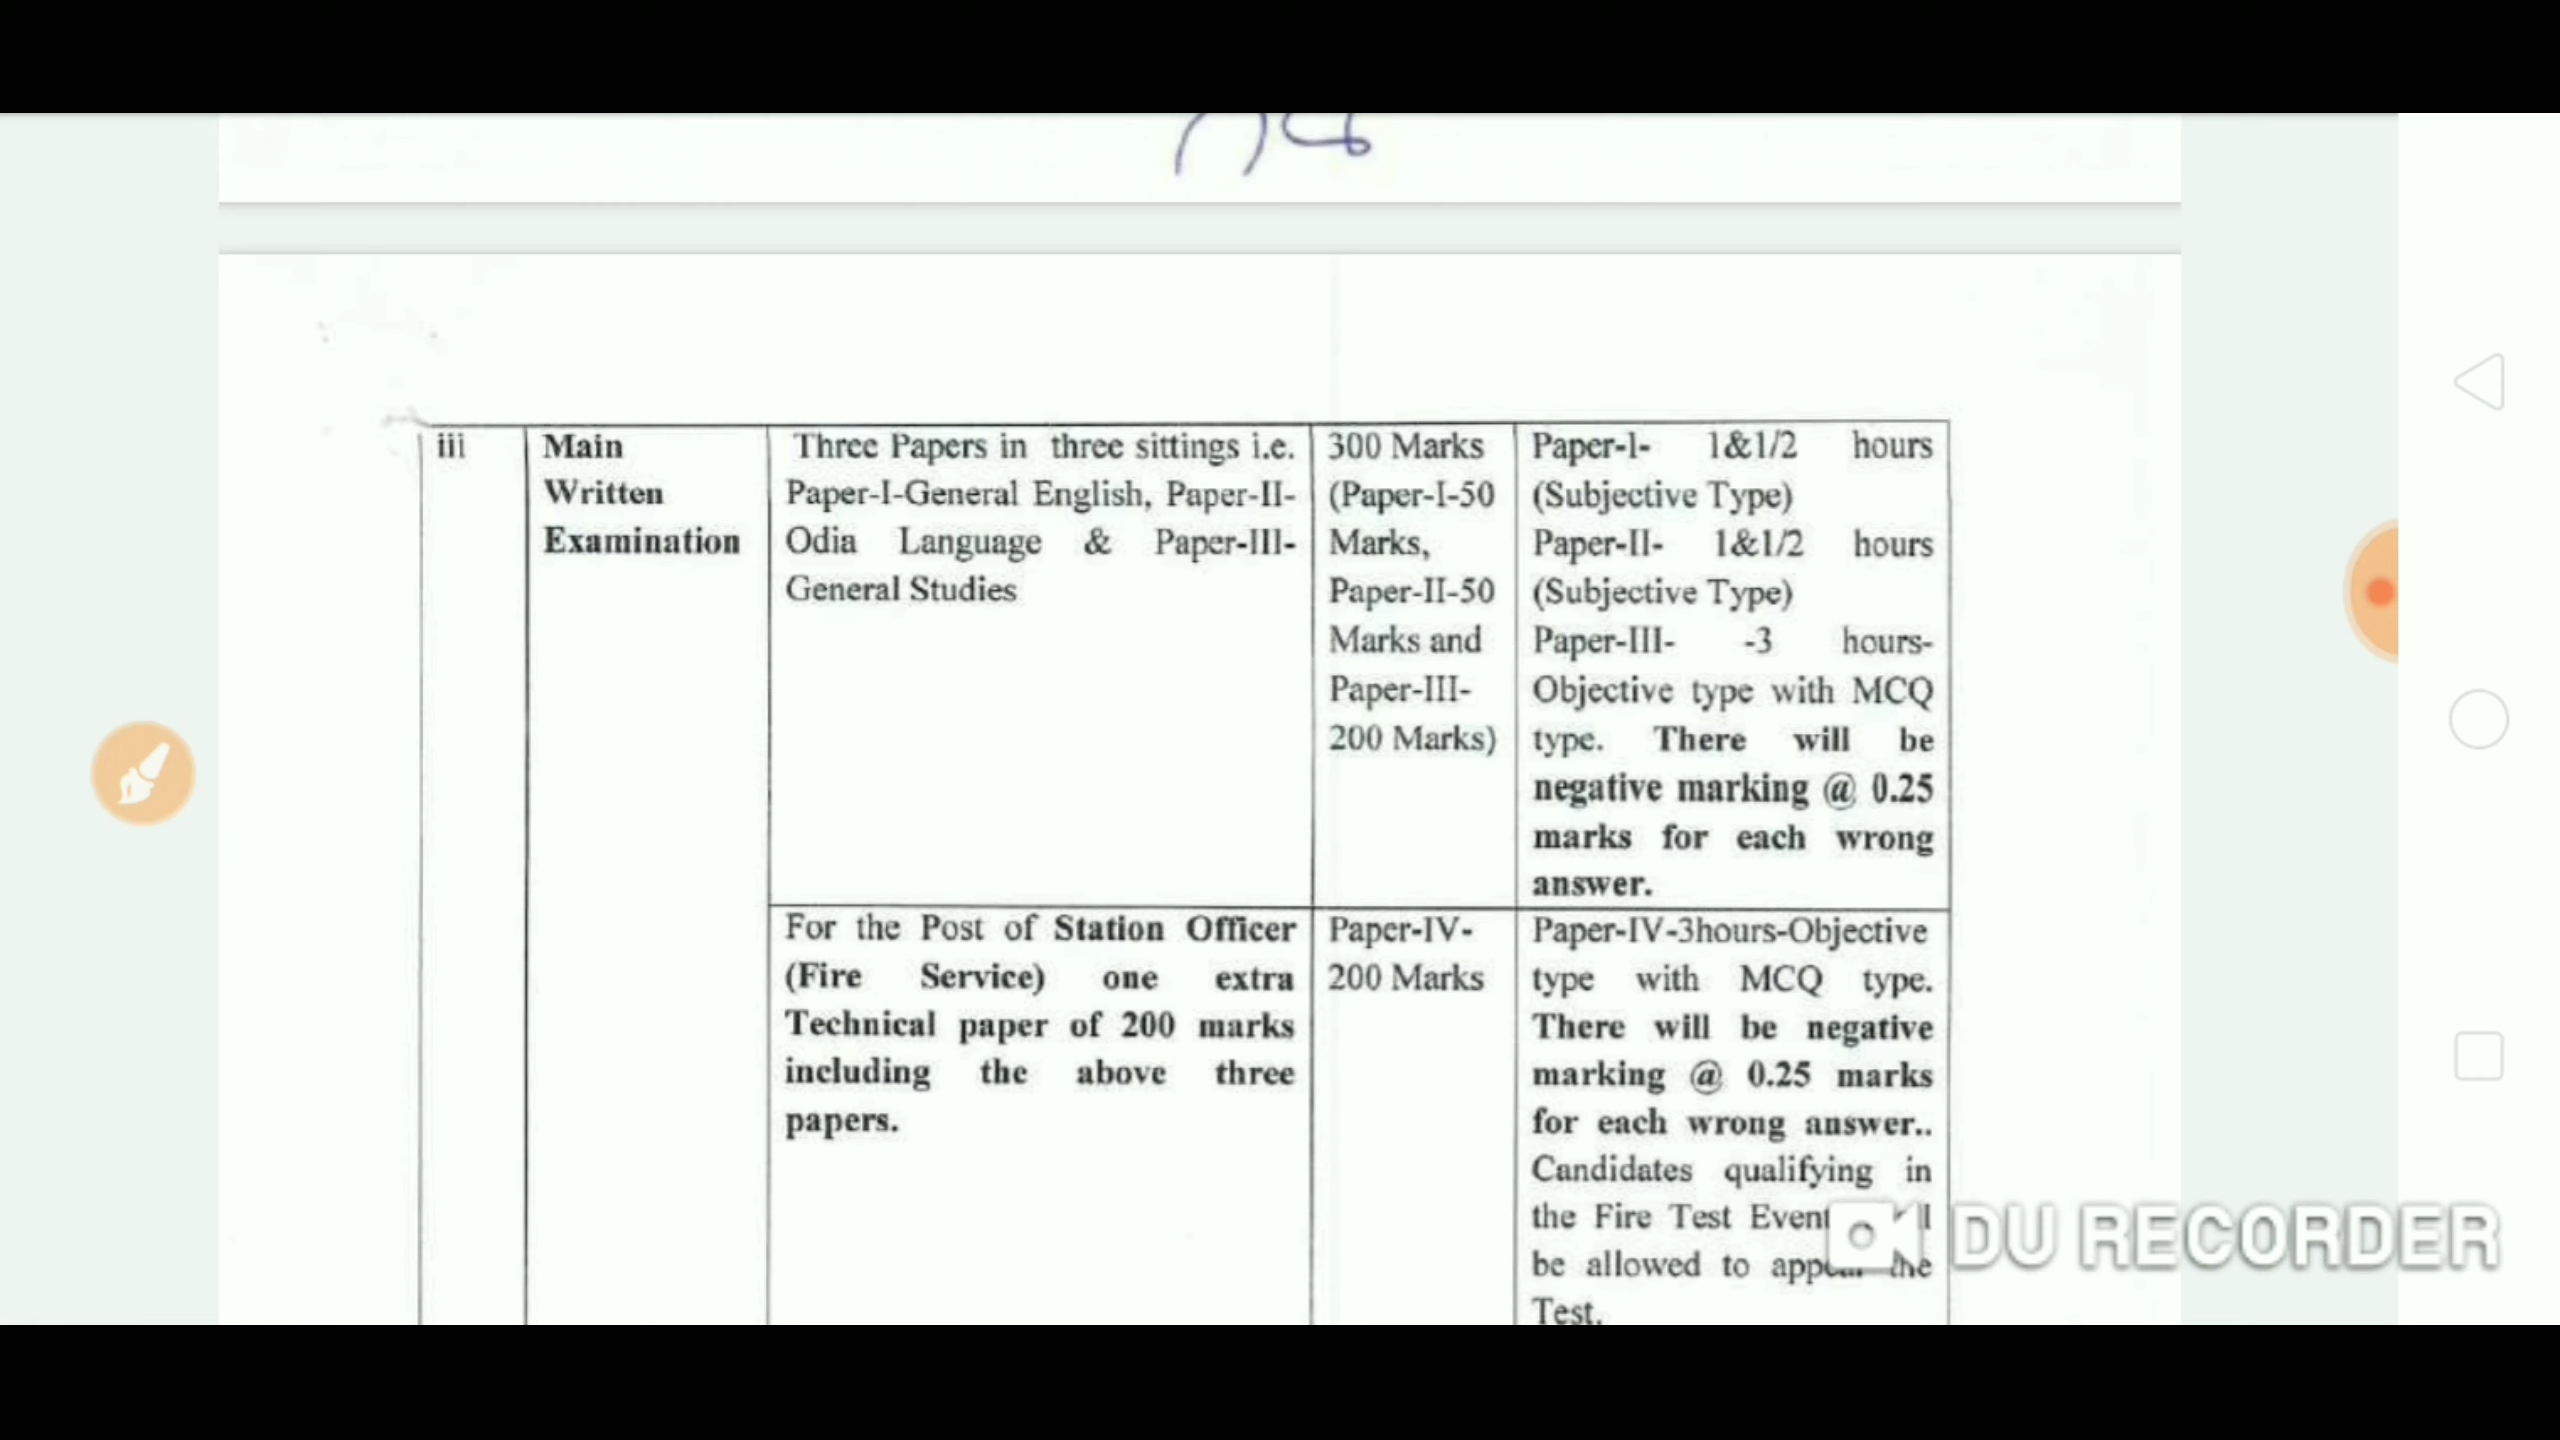 iii
Main
Written
Examination
Three Papers in three sittings i.e.
Paper-I-General English, Paper-II-
Odia Language & Paper-III-
General Studies
300 Marks
(Paper-I-50
Marks,
Paper-II-50
Marks and
Paper-III-
200 Marks)
Paper-l- 1&1/2 hours
(Subjective Type)
Paper-II- 1&1/2 hours
(Subjective Type)
Paper-III- -3 hours-
Objective type with MCQ
type. There will be
negative marking @ 0.25
marks for each wrong
answer.
For the Post of Station Officer
(Fire Service) one extra
Technical paper of 200 marks
including the above three
papers.
Paper-IV-
200 Marks
Paper-IV-3hours-Objective
type with MCQ type.
There will be negative
marking @ 0.25 marks
for each wrong answer..
Candidates qualifying in
the Fire Test
be allowed to
Test.
DU RECORDER